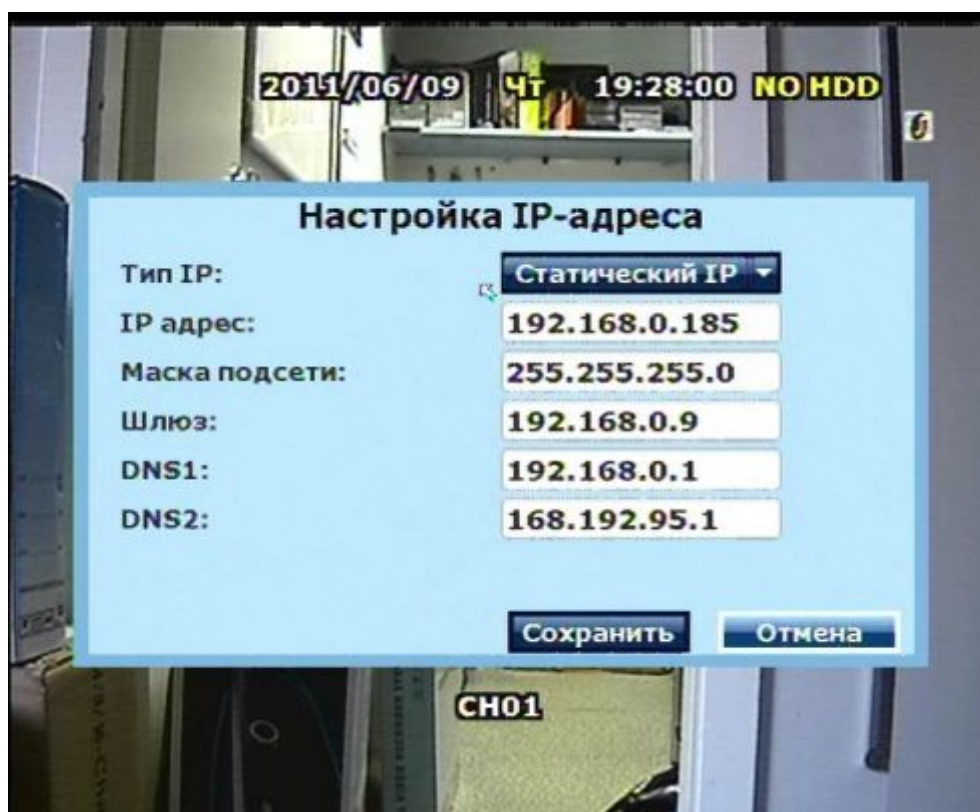 2011/06/09 Чт 19:28:00 NO HDD
Настройка IP-адреса
Тип IP: Статический IP
IP адрес: 192.168.0.185
Маска подсети: 255.255.255.0
Шлюз: 192.168.0.9
DNS1: 192.168.0.1
DNS2: 168.192.95.1
Сохранить Отмена
CH01